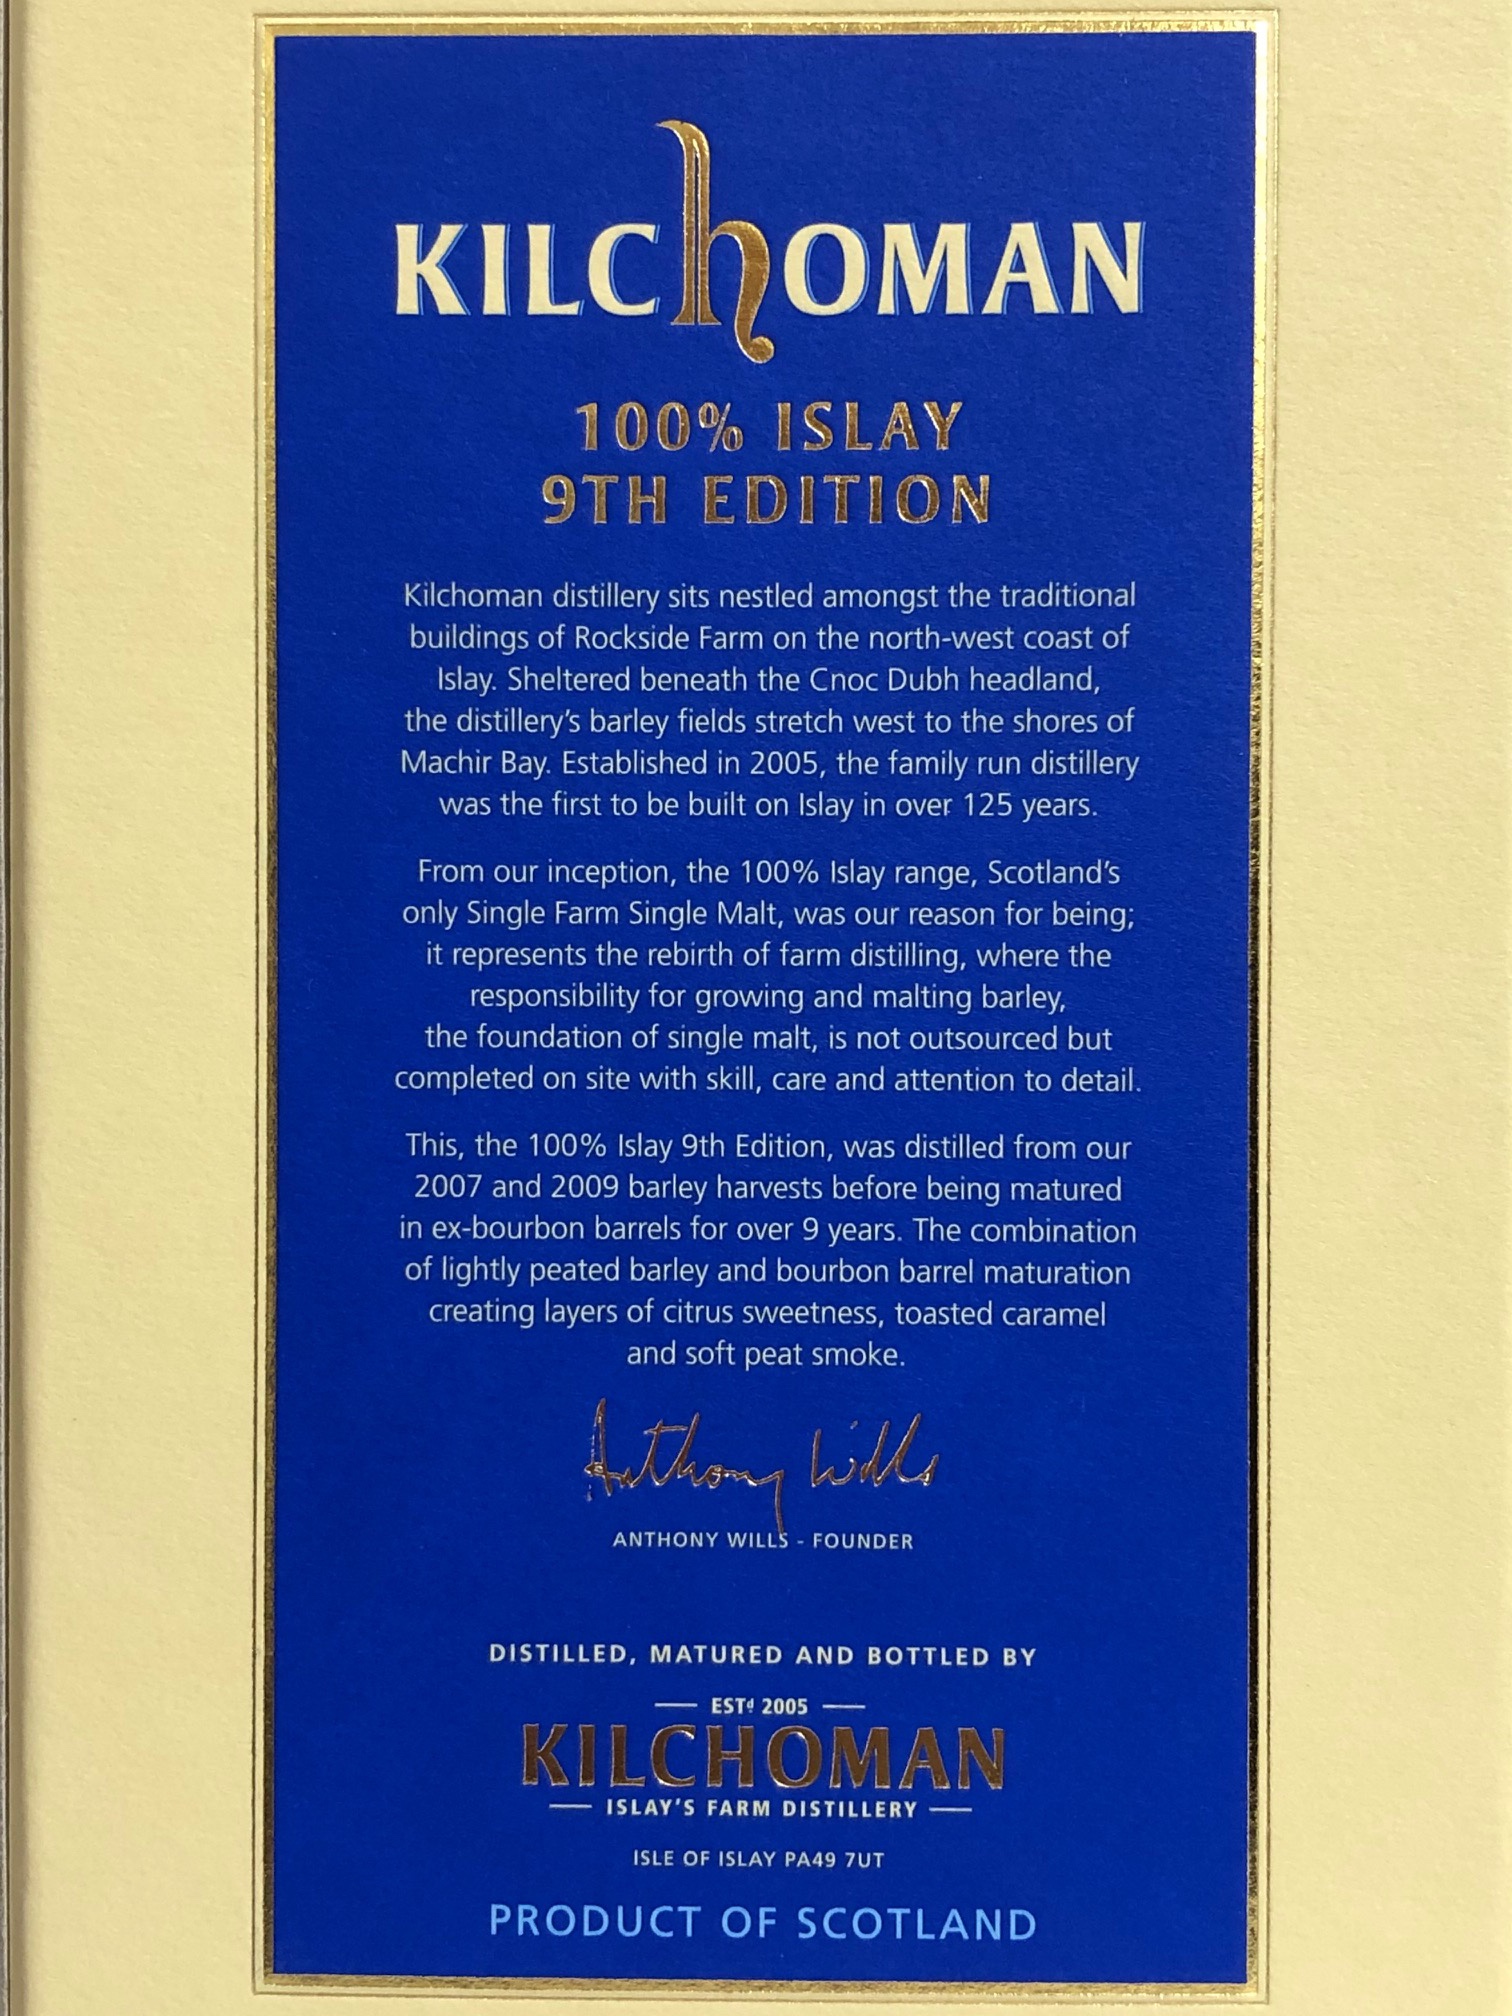 KILCHOMAN
100% ISLAY
9TH EDITION
Kilchoman distillery sits nestled amongst the traditional
buildings of Rockside Farm on the north-west coast of
Islay. Sheltered beneath the Cnoc Dubh headland,
the distillery's barley fields stretch west to the shores of
Machir Bay. Established in 2005, the family run distillery
was the first to be built on Islay in over 125 years.
From our inception, the 100% Islay range, Scotland's
only Single Farm Single Malt, was our reason for being;
it represents the rebirth of farm distilling, where the
responsibility for growing and malting barley,
the foundation of single malt, is not outsourced but
completed on site with skill, care and attention to detail.
This, the 100% Islay 9th Edition, was distilled from our
2007 and 2009 barley harvests before being matured
in ex-bourbon barrels for over 9 years. The combination
of lightly peated barley and bourbon barrel maturation
creating layers of citrus sweetness, toasted caramel
and soft peat smoke.
Anthony Wills
ANTHONY WILLS - FOUNDER
DISTILLED, MATURED AND BOTTLED BY
ESTd 2005
KILCHOMAN
ISLAY'S FARM DISTILLERY
ISLE OF ISLAY PA49 7UT
PRODUCT OF SCOTLAND